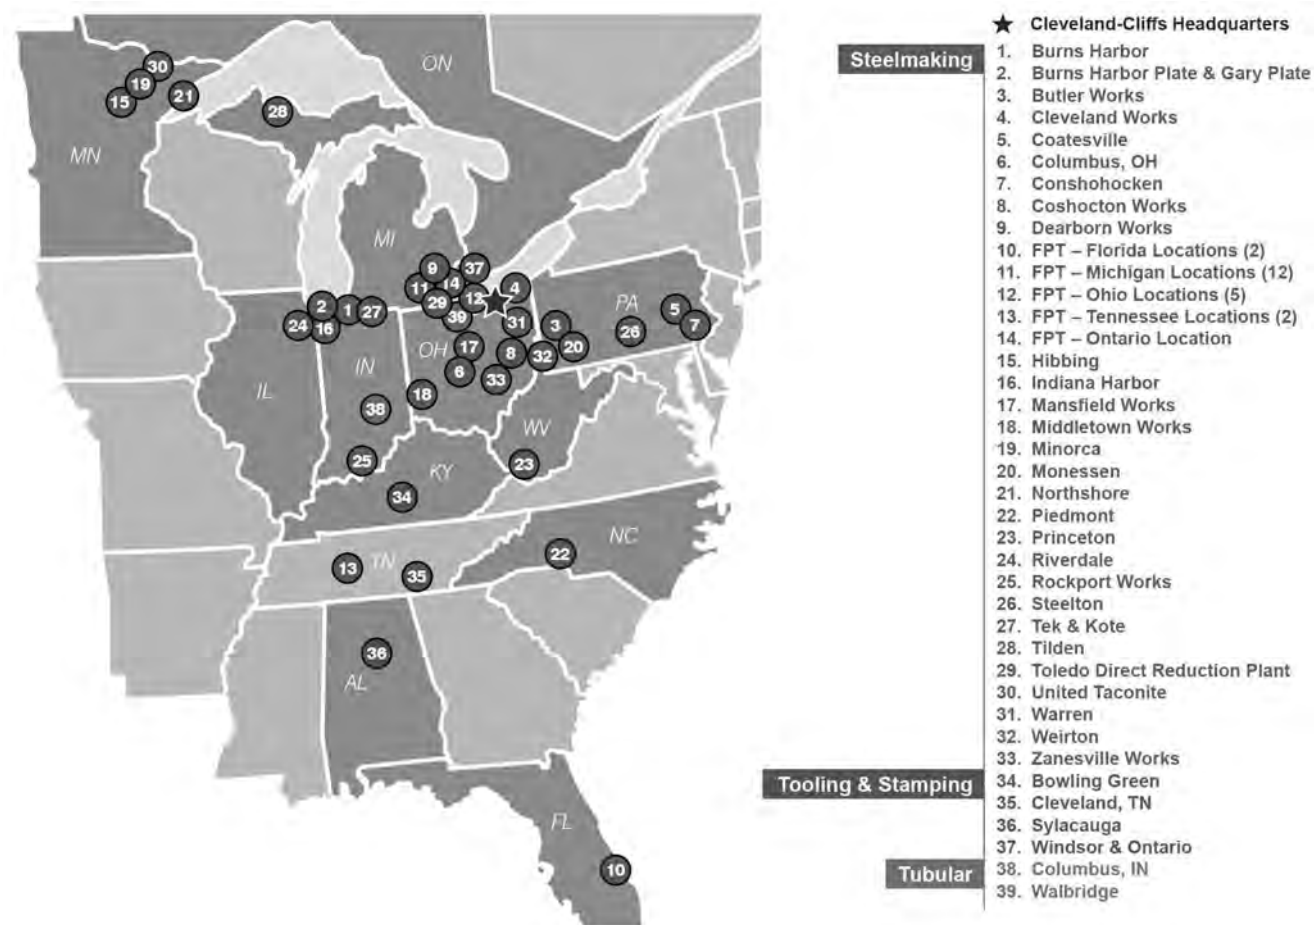 ON
MN
MI
PA
OH
IN
IL
WV
KY
NC
TN
AL
FL
30
19
15
21
28
9
37
14
11
12
4
29
39
31
2
1
27
24
16
3
20
26
5
7
17
8
32
6
33
18
38
25
23
34
22
13
35
36
10
★ Cleveland-Cliffs Headquarters
Steelmaking
1. Burns Harbor
2. Burns Harbor Plate & Gary Plate
3. Butler Works
4. Cleveland Works
5. Coatesville
6. Columbus, OH
7. Conshohocken
8. Coshocton Works
9. Dearborn Works
10. FPT – Florida Locations (2)
11. FPT – Michigan Locations (12)
12. FPT – Ohio Locations (5)
13. FPT – Tennessee Locations (2)
14. FPT – Ontario Location
15. Hibbing
16. Indiana Harbor
17. Mansfield Works
18. Middletown Works
19. Minorca
20. Monessen
21. Northshore
22. Piedmont
23. Princeton
24. Riverdale
25. Rockport Works
26. Steelton
27. Tek & Kote
28. Tilden
29. Toledo Direct Reduction Plant
30. United Taconite
31. Warren
32. Weirton
33. Zanesville Works
Tooling & Stamping
34. Bowling Green
35. Cleveland, TN
36. Sylacauga
37. Windsor & Ontario
Tubular
38. Columbus, IN
39. Walbridge